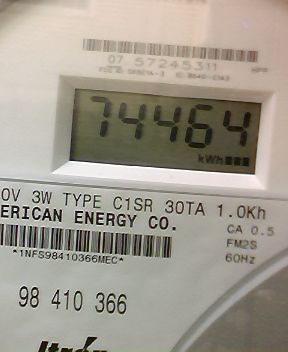 07 57245311
74464
kWh
0V 3W TYPE C1SR 30TA 1.0Kh
ERICAN ENERGY CO.
CA 0.5
FM2S
60Hz
*1NFS98410366MEC*
98 410 366
Itron